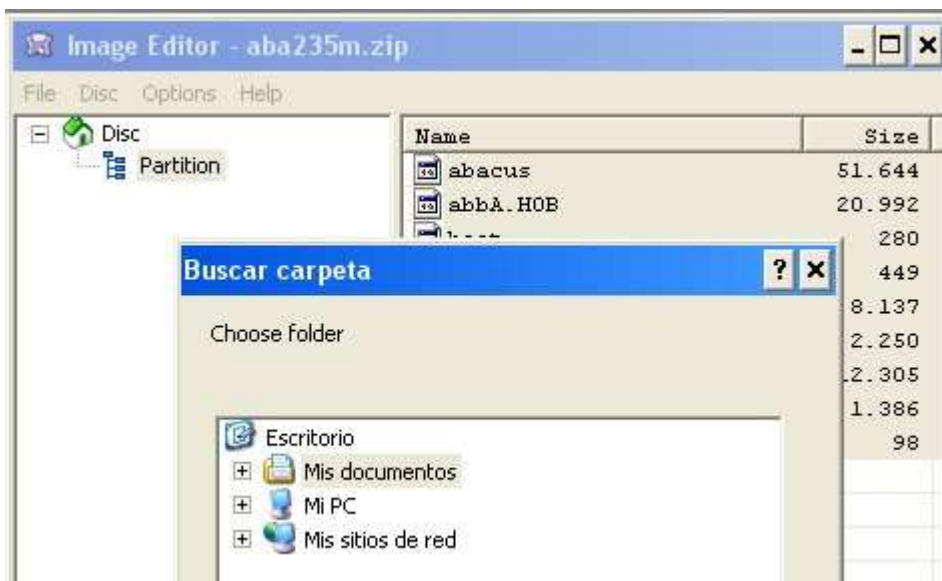 Image Editor - aba235m.zip
File Disc Options Help
Disc
Partition
Name Size
abacus 51.644
abbA.HOB 20.992
280
449
8.137
2.250
2.305
1.386
98
Buscar carpeta
Choose folder
Escritorio
Mis documentos
Mi PC
Mis sitios de red